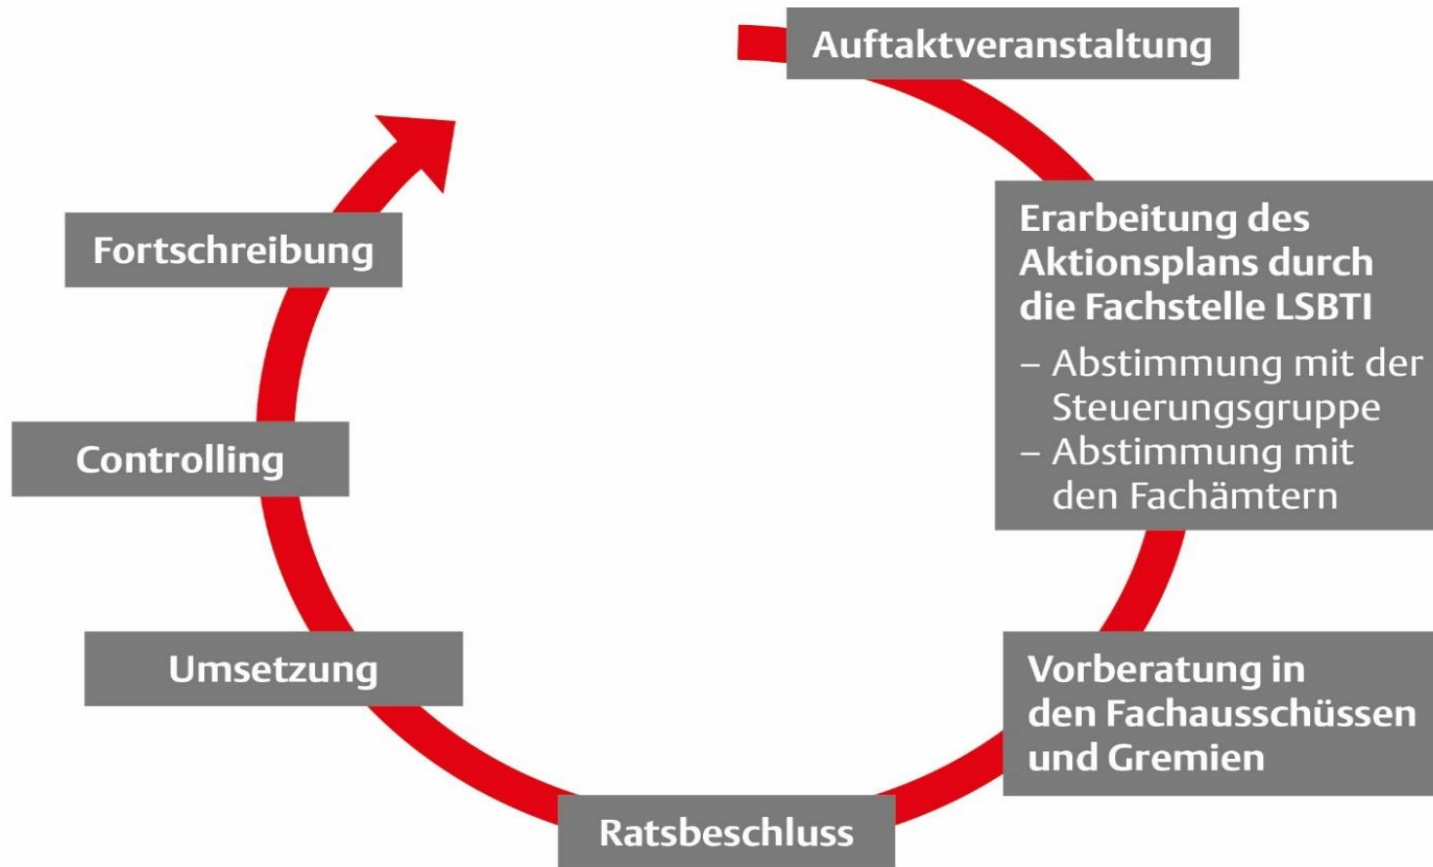 Auftaktveranstaltung
Erarbeitung des
Aktionsplans durch
die Fachstelle LSBTI
– Abstimmung mit der
Steuerungsgruppe
– Abstimmung mit
den Fachämtern
Vorberatung in
den Fachausschüssen
und Gremien
Ratsbeschluss
Umsetzung
Controlling
Fortschreibung